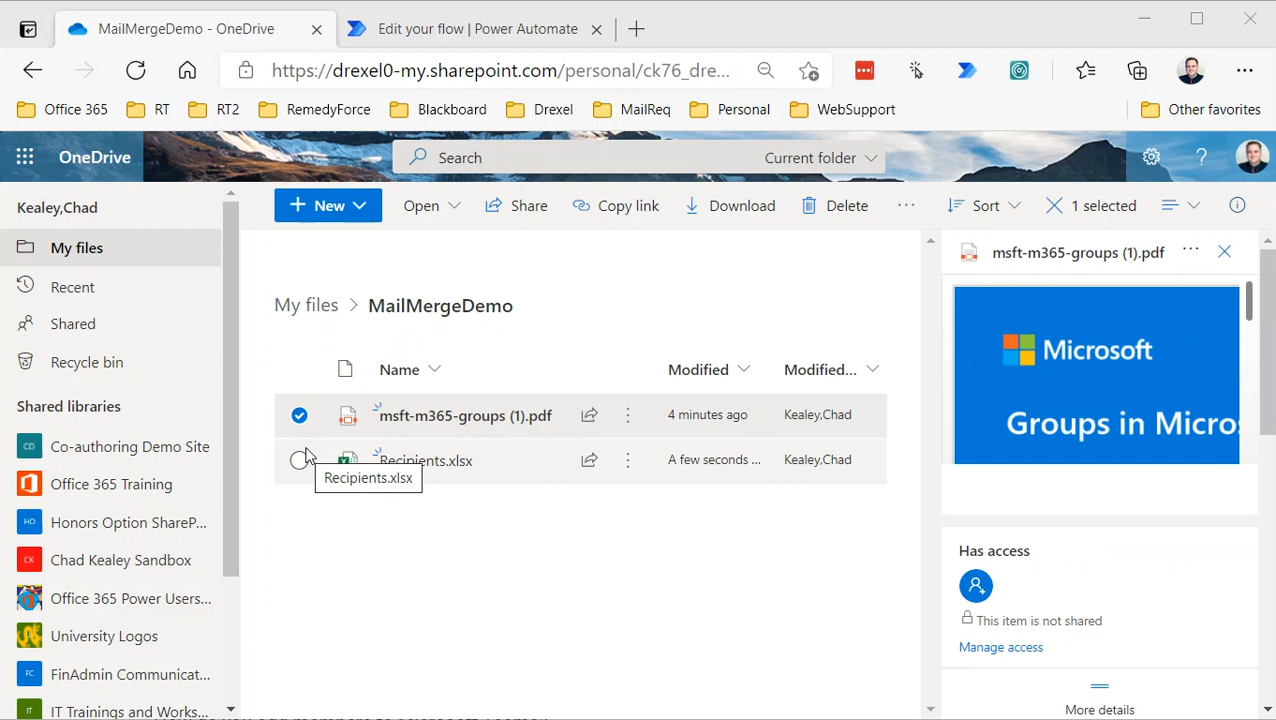 MailMergeDemo - OneDrive
Edit your flow | Power Automate
https://drexel0-my.sharepoint.com/personal/ck76_dre...
Office 365
RT
RT2
RemedyForce
Blackboard
Drexel
MailReq
Personal
WebSupport
Other favorites
OneDrive
Search
Current folder
Kealey,Chad
New
Open
Share
Copy link
Download
Delete
Sort
1 selected
My files
Recent
Shared
Recycle bin
Shared libraries
Co-authoring Demo Site
Office 365 Training
HO
Honors Option ShareP...
CK
Chad Kealey Sandbox
Office 365 Power Users...
University Logos
FC
FinAdmin Communicat...
IT
IT Trainings and Works...
CD
My files > MailMergeDemo
Name
Modified
Modified...
msft-m365-groups (1).pdf
4 minutes ago
Kealey,Chad
Recipients.xlsx
A few seconds ...
Kealey,Chad
Recipients.xlsx
msft-m365-groups (1).pdf
Microsoft
Groups in Micros
Has access
This item is not shared
Manage access
More details